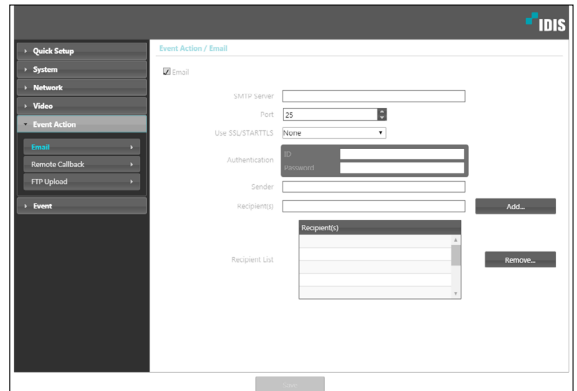 IDIS
Quick Setup
System
Network
Video
Event Action
Email
Remote Callback
FTP Upload
Event
Event Action / Email
Email
SMTP Server
Port
25
Use SSL/STARTTLS
None
Authentication
ID
Password
Sender
Recipient(s)
Add...
Recipient(s)
Recipient List
Remove...
Save